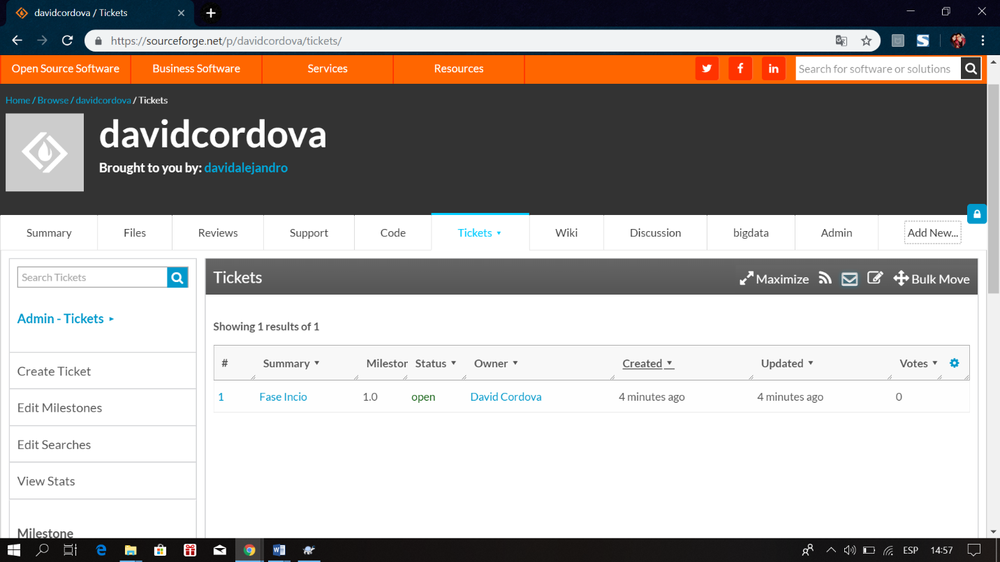 davidcordova / Tickets
https://sourceforge.net/p/davidcordova/tickets/
Open Source Software Business Software Services Resources Search for software or solutions
Home / Browse / davidcordova / Tickets
davidcordova
Brought to you by: davidalejandro
Summary Files Reviews Support Code Tickets Wiki Discussion bigdata Admin Add New...
Search Tickets
Admin - Tickets
Create Ticket
Edit Milestones
Edit Searches
View Stats
Milestone
Tickets Maximize Bulk Move
Showing 1 results of 1
# Summary Milestor Status Owner Created Updated Votes
1 Fase Incio 1.0 open David Cordova 4 minutes ago 4 minutes ago 0
ESP 14:57